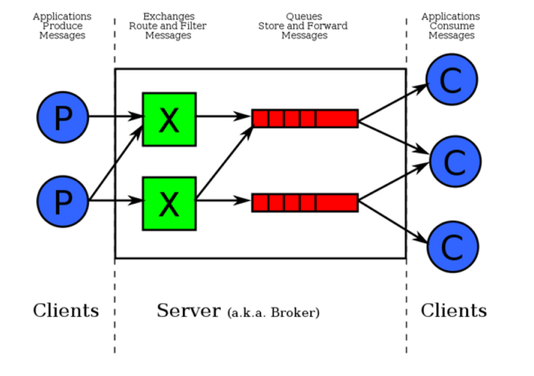 Applications
Produce
Messages
Exchanges
Route and Filter
Messages
Queues
Store and Forward
Messages
Applications
Consume
Messages
P
X
C
P
X
C
C
Clients
Server (a.k.a. Broker)
Clients